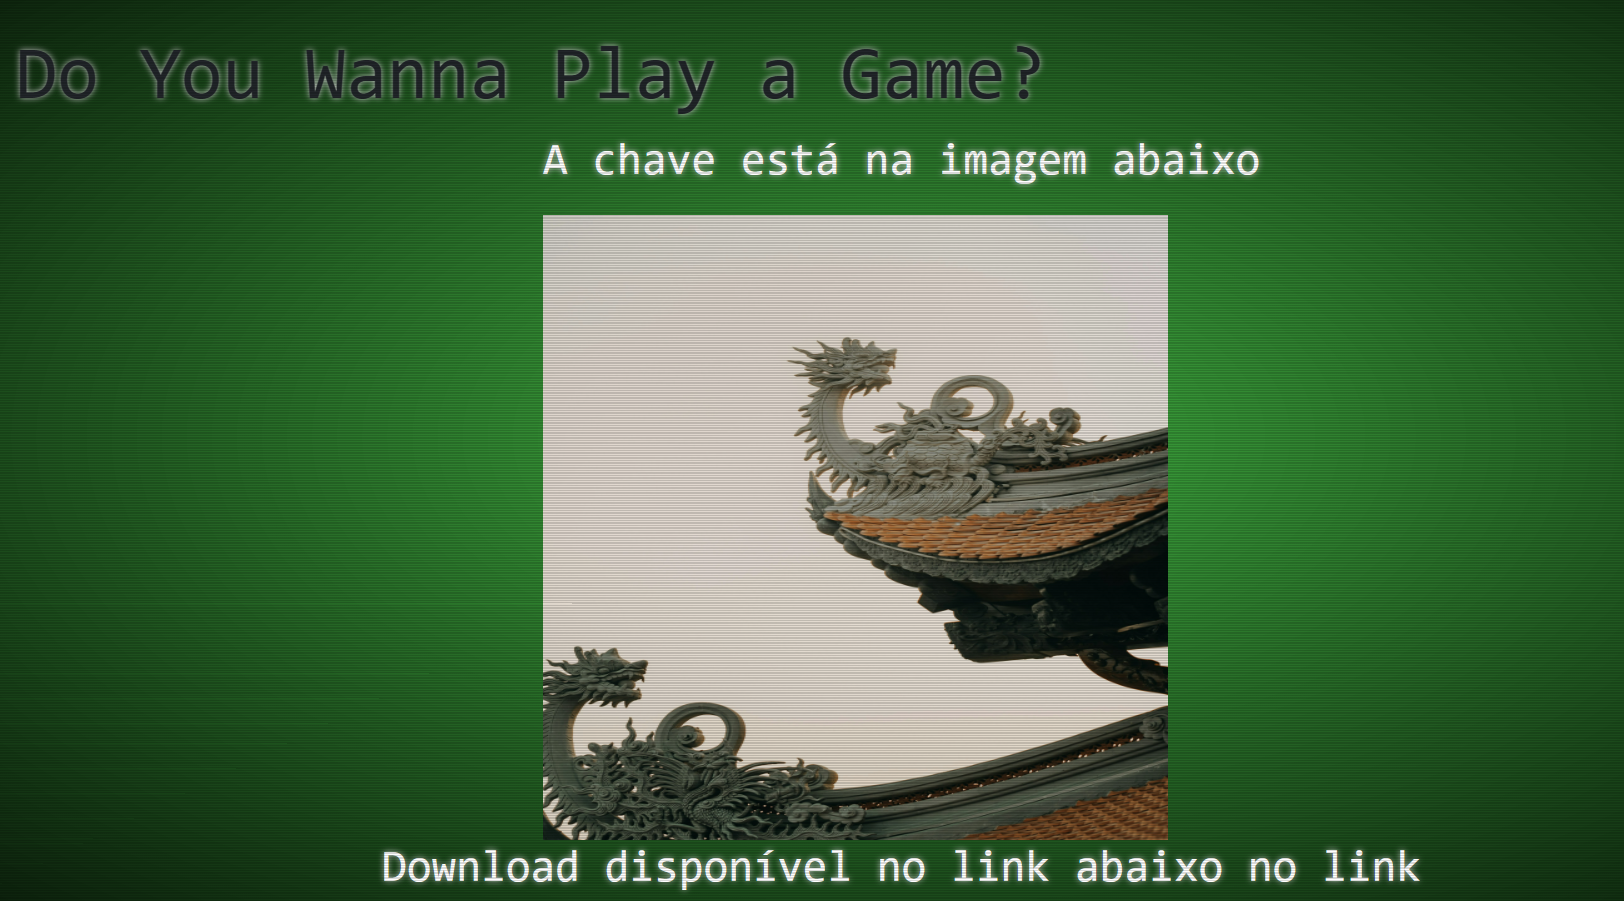 Do You Wanna Play a Game?
A chave está na imagem abaixo
Download disponível no link abaixo no link